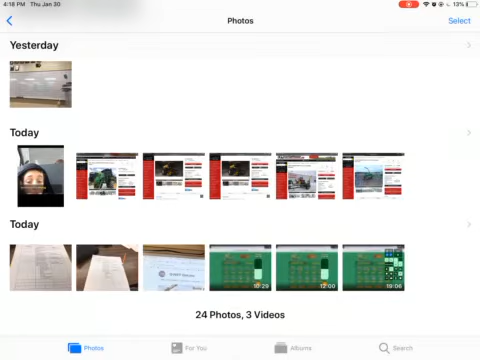 4:18 PM Thu Jan 30
13%
Photos
Select
Yesterday
Today
Today
10:29
12:00
19:06
24 Photos, 3 Videos
Photos
For You
Albums
Search